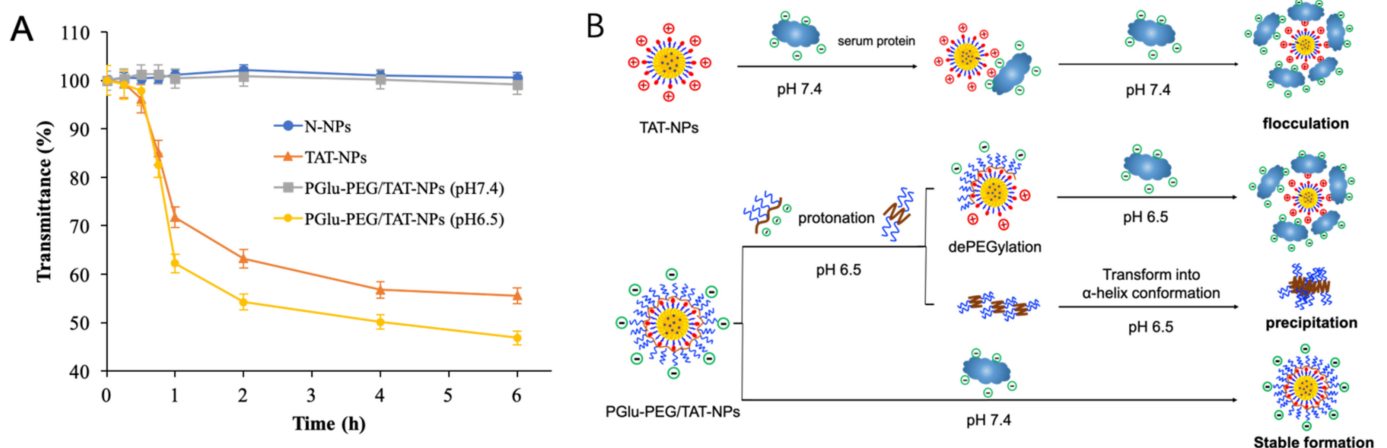 A
110
100
90
80
70
60
50
40
Transmittance (%)
0
1
2
3
4
5
6
Time (h)
N-NPs
TAT-NPs
PGlu-PEG/TAT-NPs (pH7.4)
PGlu-PEG/TAT-NPs (pH6.5)
B
TAT-NPs
serum protein
pH 7.4
pH 7.4
flocculation
PGlu-PEG/TAT-NPs
protonation
pH 6.5
dePEGylation
pH 6.5
Transform into
α-helix conformation
pH 6.5
precipitation
pH 7.4
Stable formation